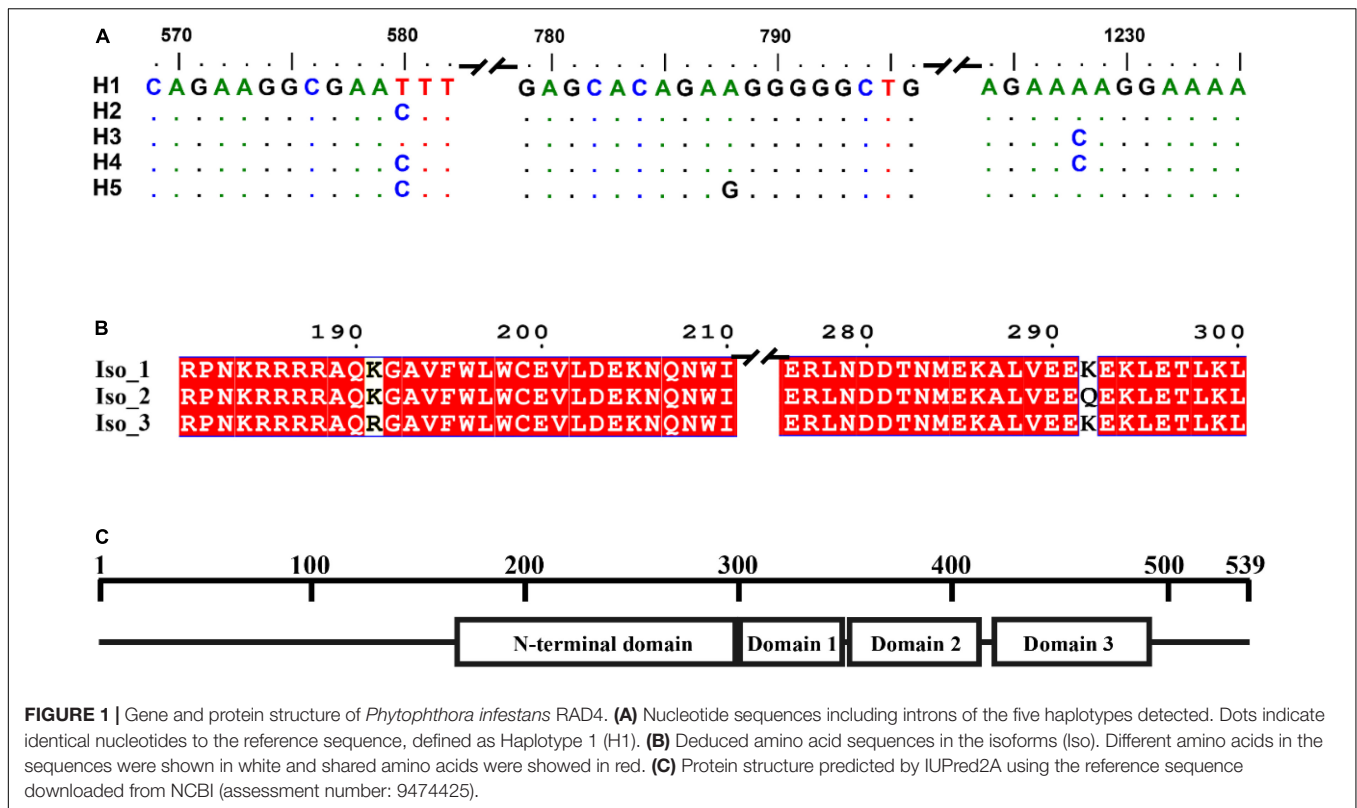 A
570 580 780 790 1230
H1 CAGAAGGCGAATTT GAGCACAGAAGGGGGCTG AGAAAAGGAAAA
H2 . . . . . . . . . . . C . . . . . . . . . . . . . . . . . . . . . . . . . . . . . . . .
H3 . . . . . . . . . . . . . . . . . . . . . . . . . . . . . . . . . . . . C . . . . . . .
H4 . . . . . . . . . . . C . . . . . . . . . . . . . . . . . . . . . . . . C . . . . . . .
H5 . . . . . . . . . . . C . . . . . . . . . . . G . . . . . . . . . . . . . . . . . . . .
B
190 200 210 280 290 300
Iso_1 RPNKRRRRAQKGAVFWLWCEVLDEKNQNWI ERLNDDTNMEKALVEEKEKLETLKL
Iso_2 RPNKRRRRAQKGAVFWLWCEVLDEKNQNWI ERLNDDTNMEKALVEEQEKLETLKL
Iso_3 RPNKRRRRAQRGAVFWLWCEVLDEKNQNWI ERLNDDTNMEKALVEEKEKLETLKL
C
1 100 200 300 400 500 539
N-terminal domain Domain 1 Domain 2 Domain 3
FIGURE 1 | Gene and protein structure of Phytophthora infestans RAD4. (A) Nucleotide sequences including introns of the five haplotypes detected. Dots indicate
identical nucleotides to the reference sequence, defined as Haplotype 1 (H1). (B) Deduced amino acid sequences in the isoforms (Iso). Different amino acids in the
sequences were shown in white and shared amino acids were showed in red. (C) Protein structure predicted by IUPred2A using the reference sequence
downloaded from NCBI (assessment number: 9474425).